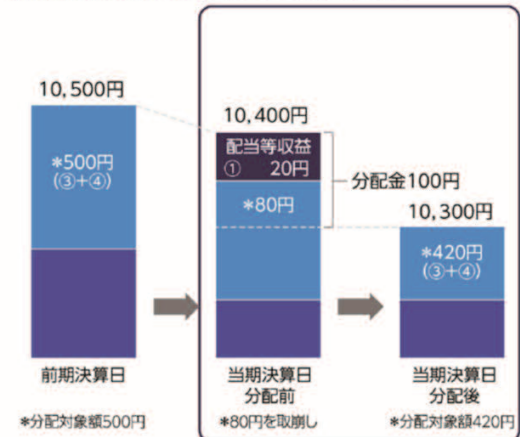 10,500円
*500円
(③+④)
前期決算日
*分配対象額500円
10,400円
配当等収益
① 20円
*80円
分配金100円
当期決算日
分配前
*80円を取崩し
10,300円
*420円
(③+④)
当期決算日
分配後
*分配対象額420円